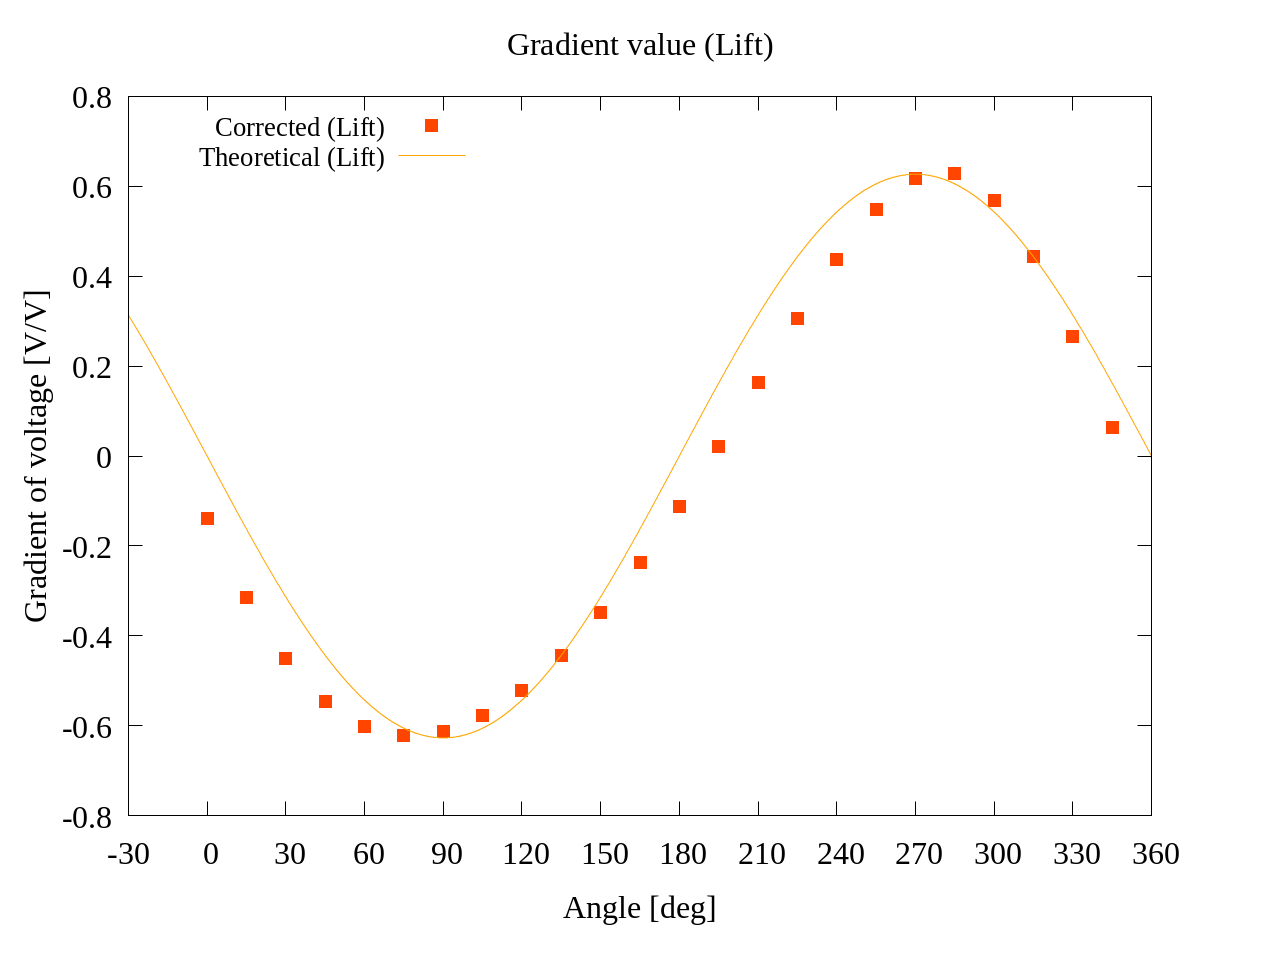 Gradient value (Lift)
Corrected (Lift)
Theoretical (Lift)
0.8
0.6
0.4
0.2
0
-0.2
-0.4
-0.6
-0.8
Gradient of voltage [V/V]
-30 0 30 60 90 120 150 180 210 240 270 300 330 360
Angle [deg]